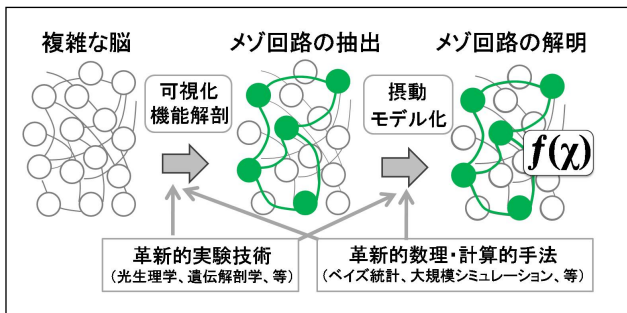 複雑な脳
メゾ回路の抽出
メゾ回路の解明
可視化
機能解剖
摂動
モデル化
f(χ)
革新的実験技術
(光生理学、遺伝解剖学、等)
革新的数理・計算的手法
(ベイズ統計、大規模シミュレーション、等)